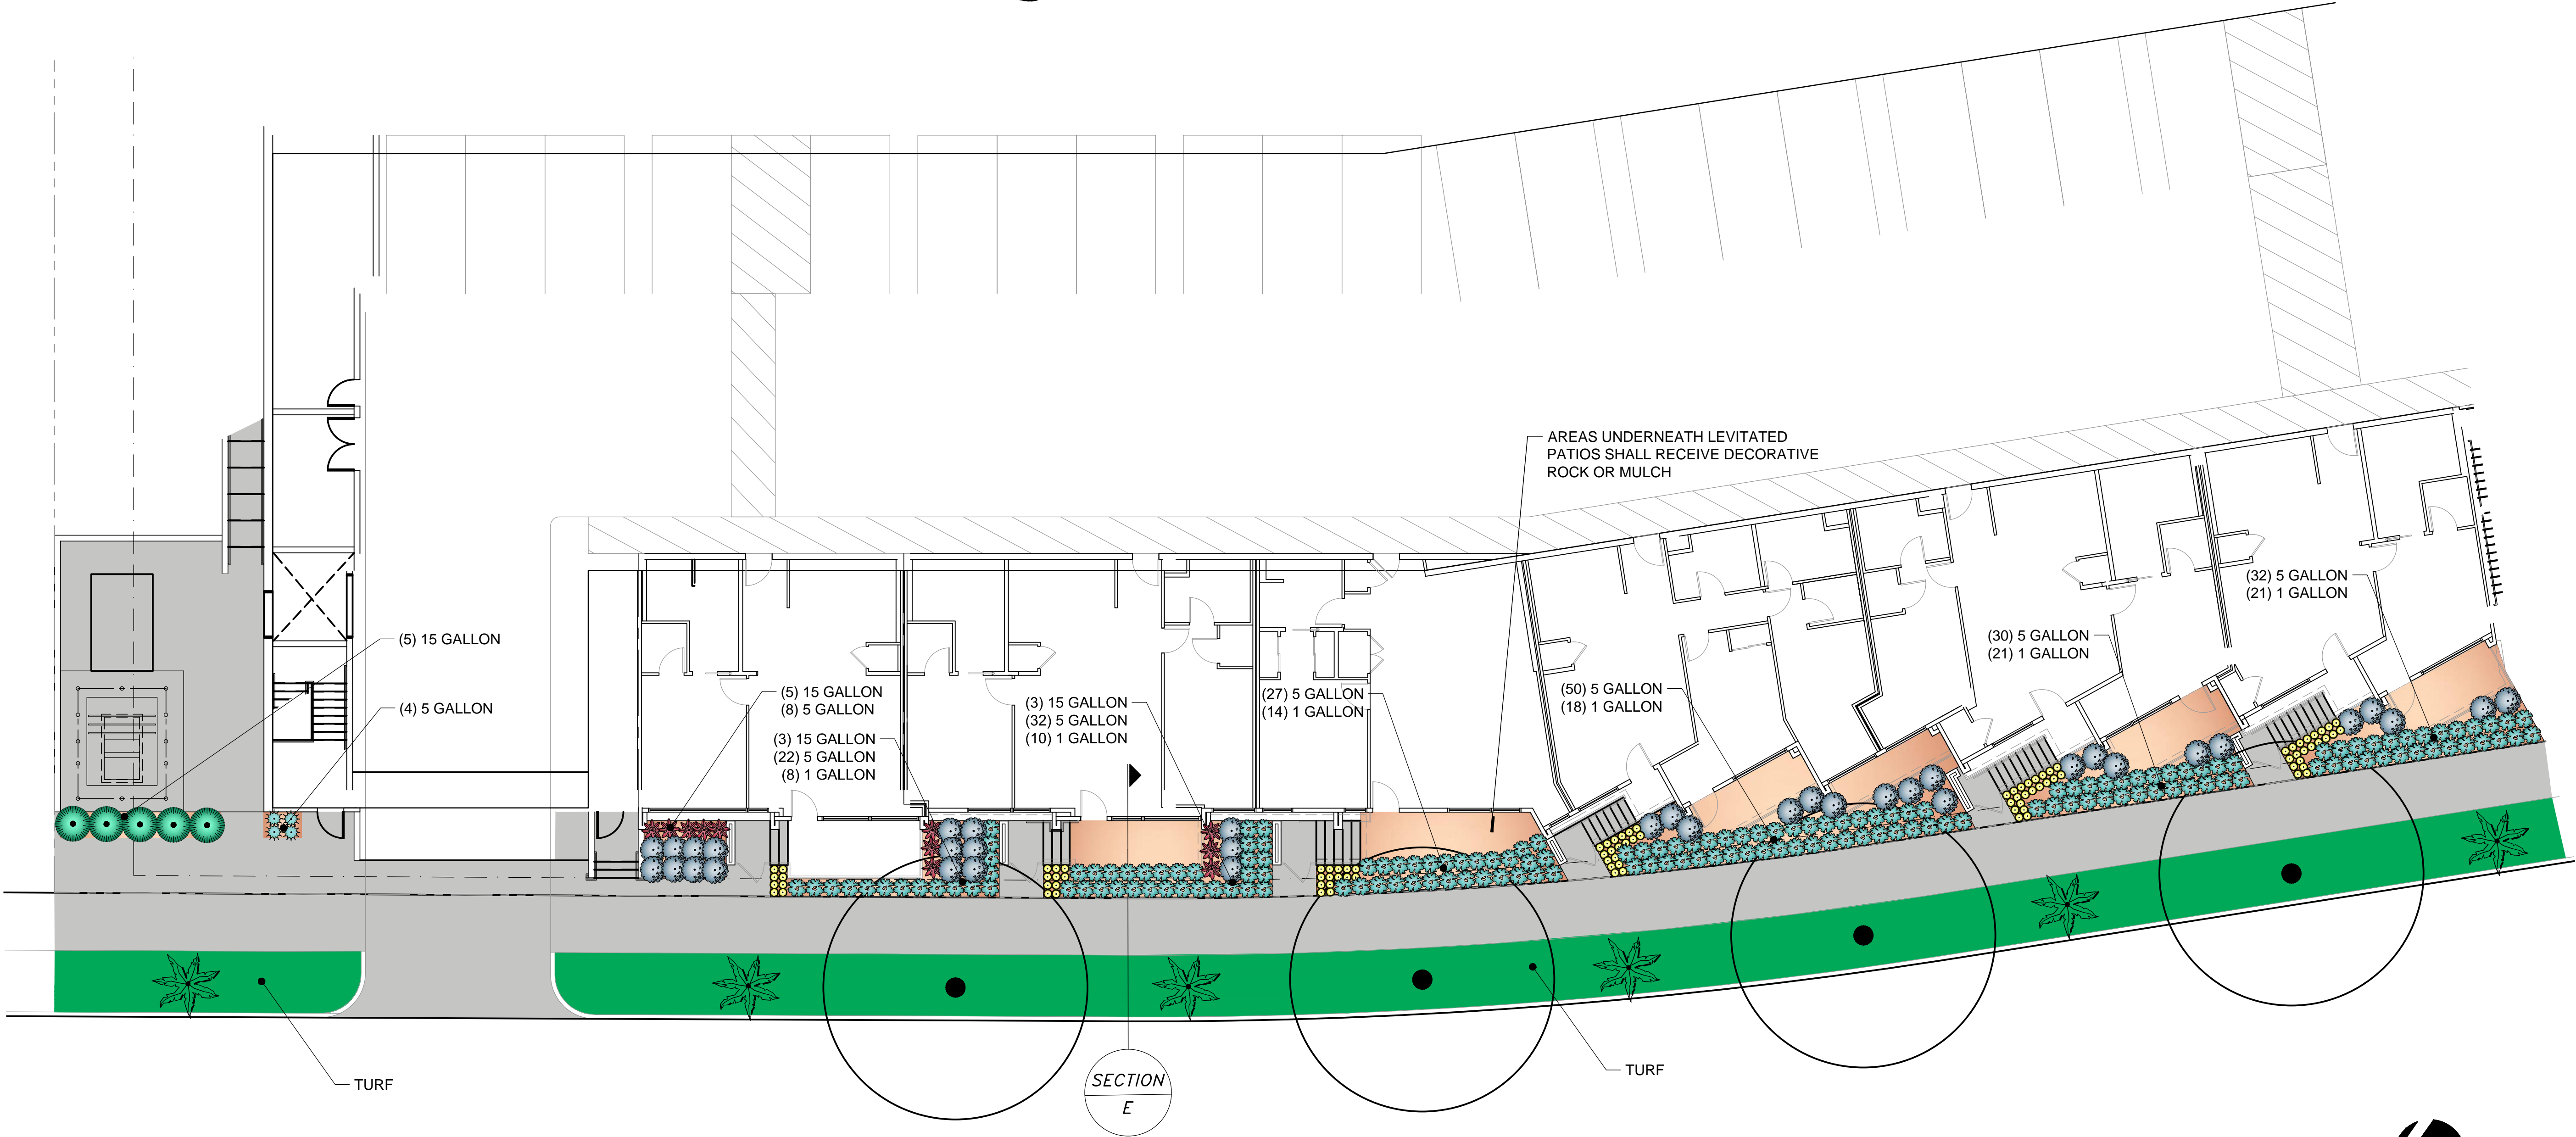 AREAS UNDERNEATH LEVITATED
PATIOS SHALL RECEIVE DECORATIVE
ROCK OR MULCH
(5) 15 GALLON
(4) 5 GALLON
(5) 15 GALLON
(8) 5 GALLON
(3) 15 GALLON
(22) 5 GALLON
(8) 1 GALLON
(3) 15 GALLON
(32) 5 GALLON
(10) 1 GALLON
(27) 5 GALLON
(14) 1 GALLON
(50) 5 GALLON
(18) 1 GALLON
(30) 5 GALLON
(21) 1 GALLON
(32) 5 GALLON
(21) 1 GALLON
TURF
SECTION
E
TURF